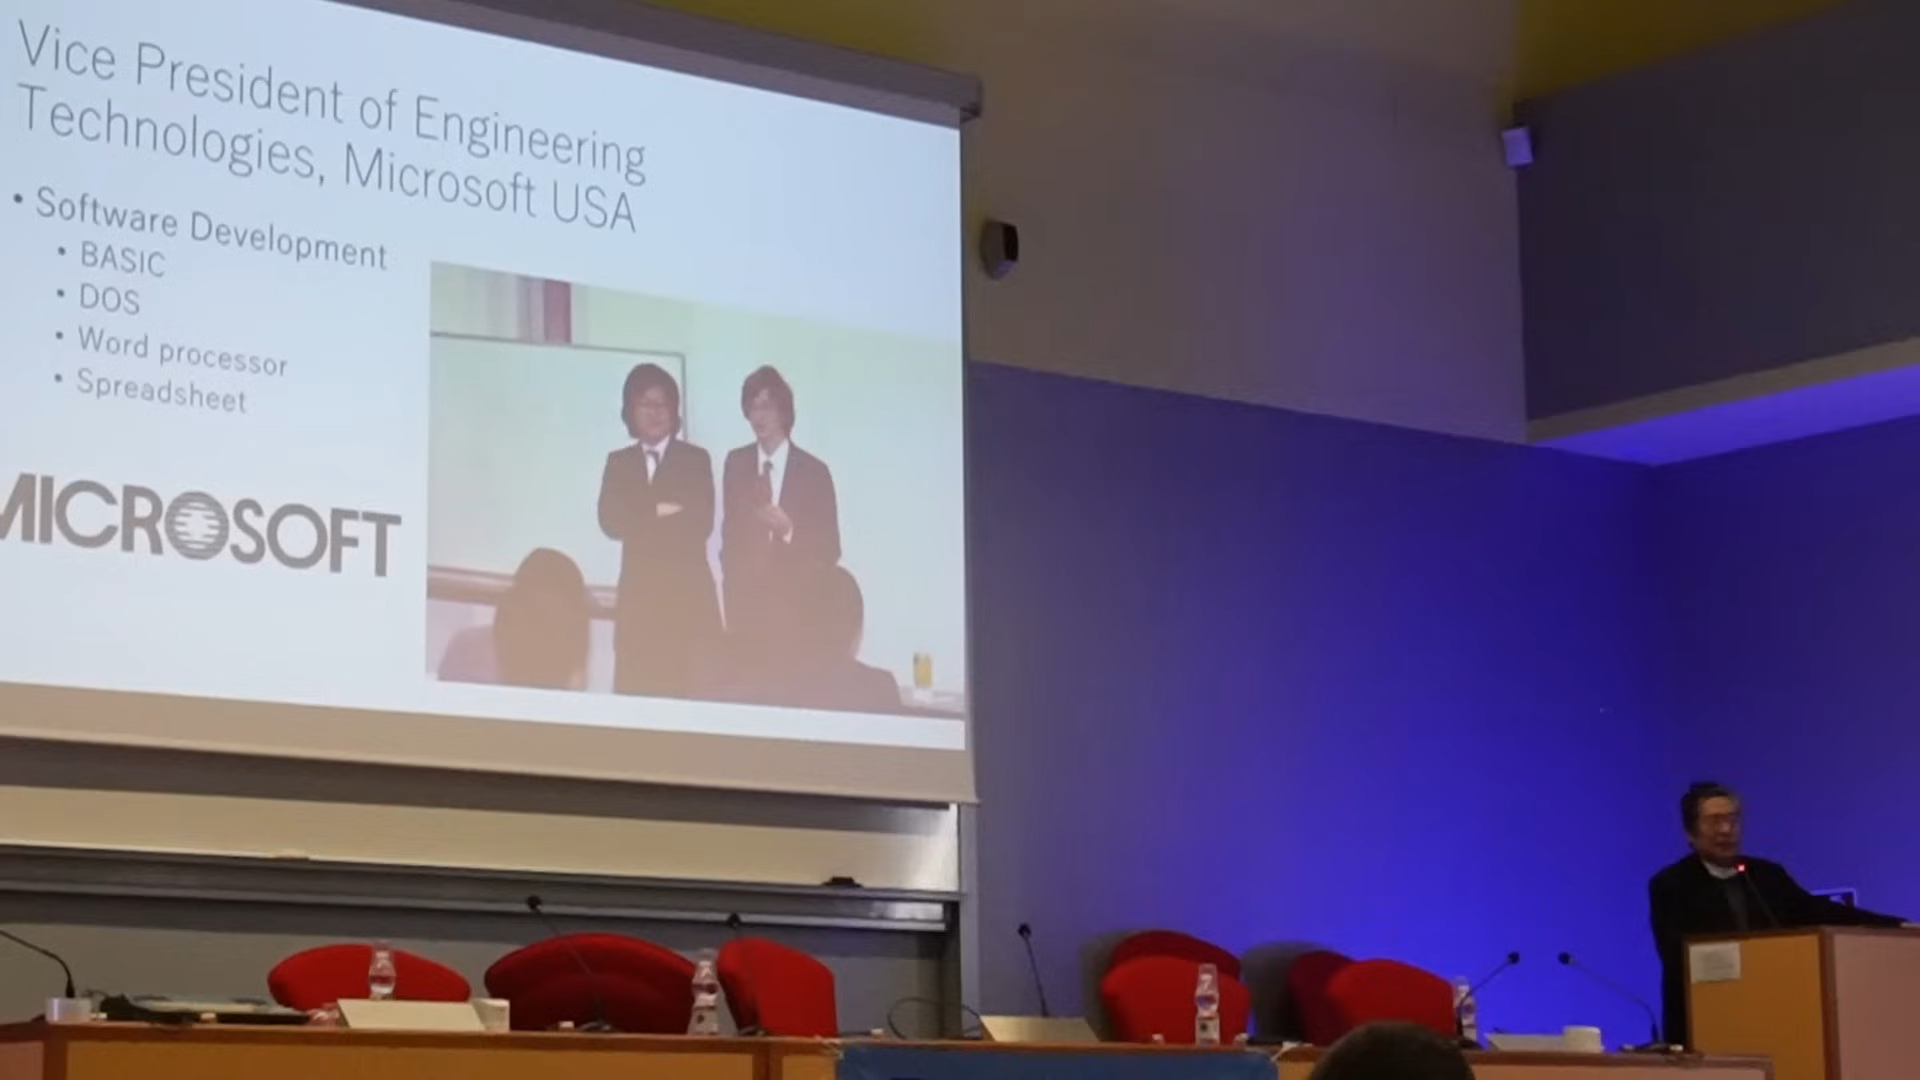 Vice President of Engineering
Technologies, Microsoft USA
• Software Development
• BASIC
• DOS
• Word processor
• Spreadsheet
MICROSOFT